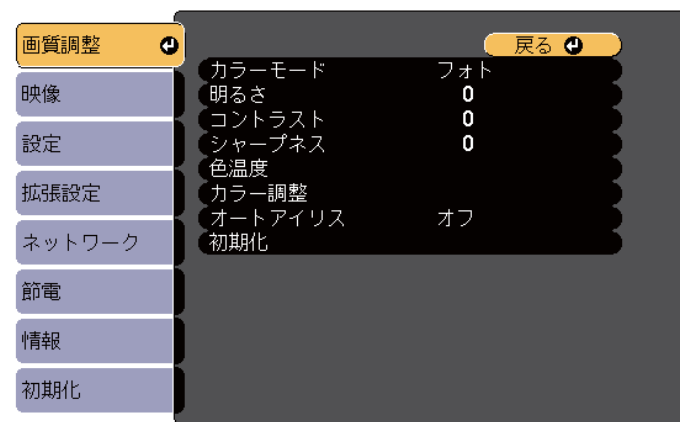 画質調整
映像
設定
拡張設定
ネットワーク
節電
情報
初期化
戻る
カラーモード フォト
明るさ 0
コントラスト 0
シャープネス 0
色温度
カラー調整
オートアイリス オフ
初期化